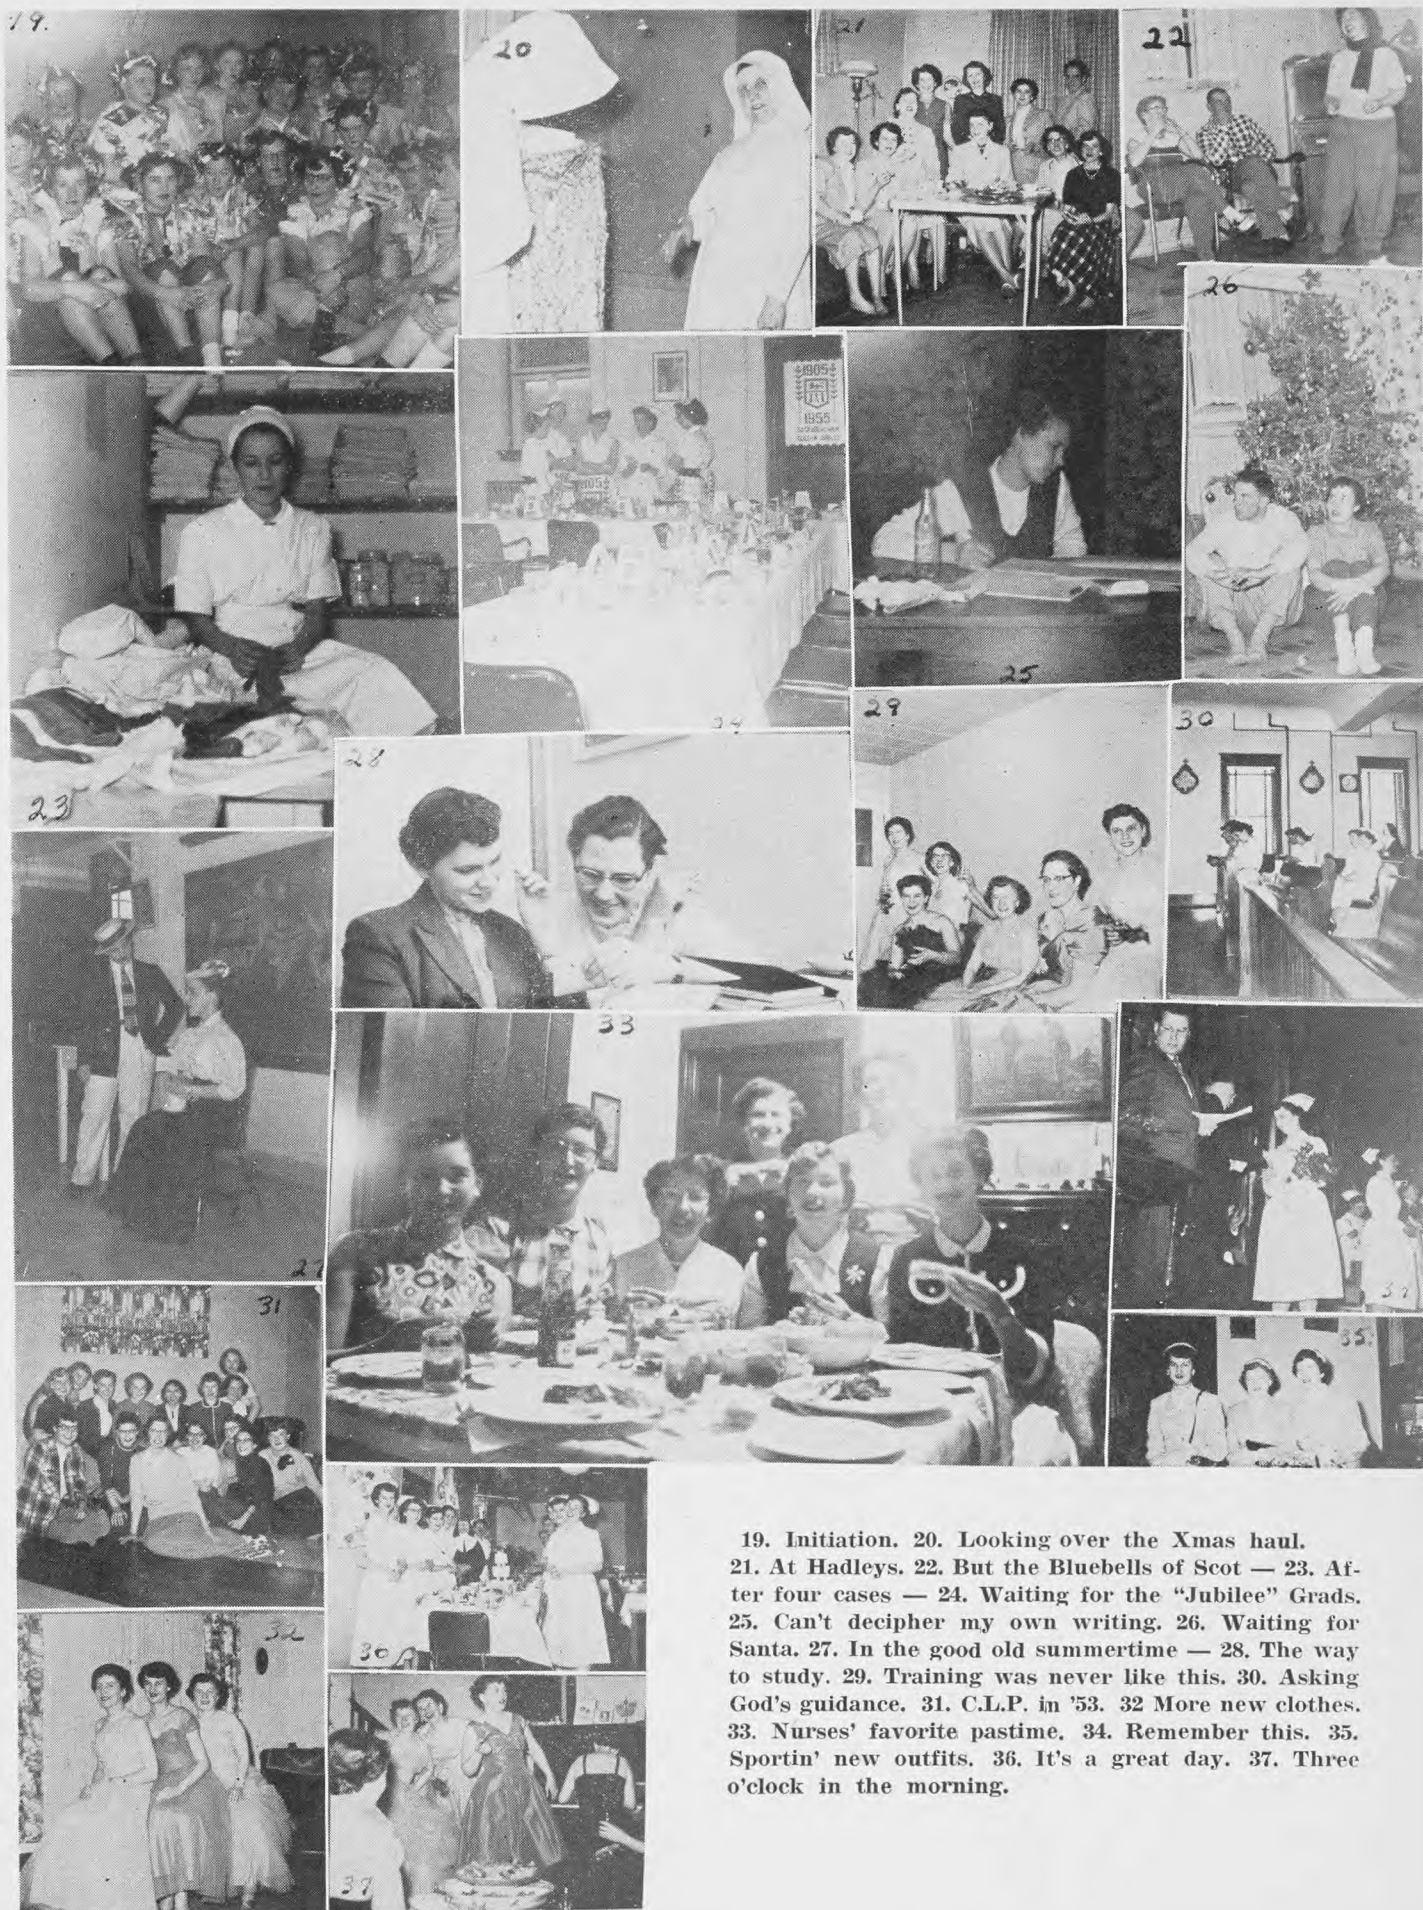 19.
20
21
22
26
1905
1955
25
24
23
28
29
30
27
33
31
35.
32
30
37
19. Initiation. 20. Looking over the Xmas haul.
21. At Hadleys. 22. But the Bluebells of Scot — 23. Af-
ter four cases — 24. Waiting for the “Jubilee” Grads.
25. Can't decipher my own writing. 26. Waiting for
Santa. 27. In the good old summertime — 28. The way
to study. 29. Training was never like this. 30. Asking
God's guidance. 31. C.L.P. in '53. 32 More new clothes.
33. Nurses' favorite pastime. 34. Remember this. 35.
Sportin' new outfits. 36. It's a great day. 37. Three
o'clock in the morning.